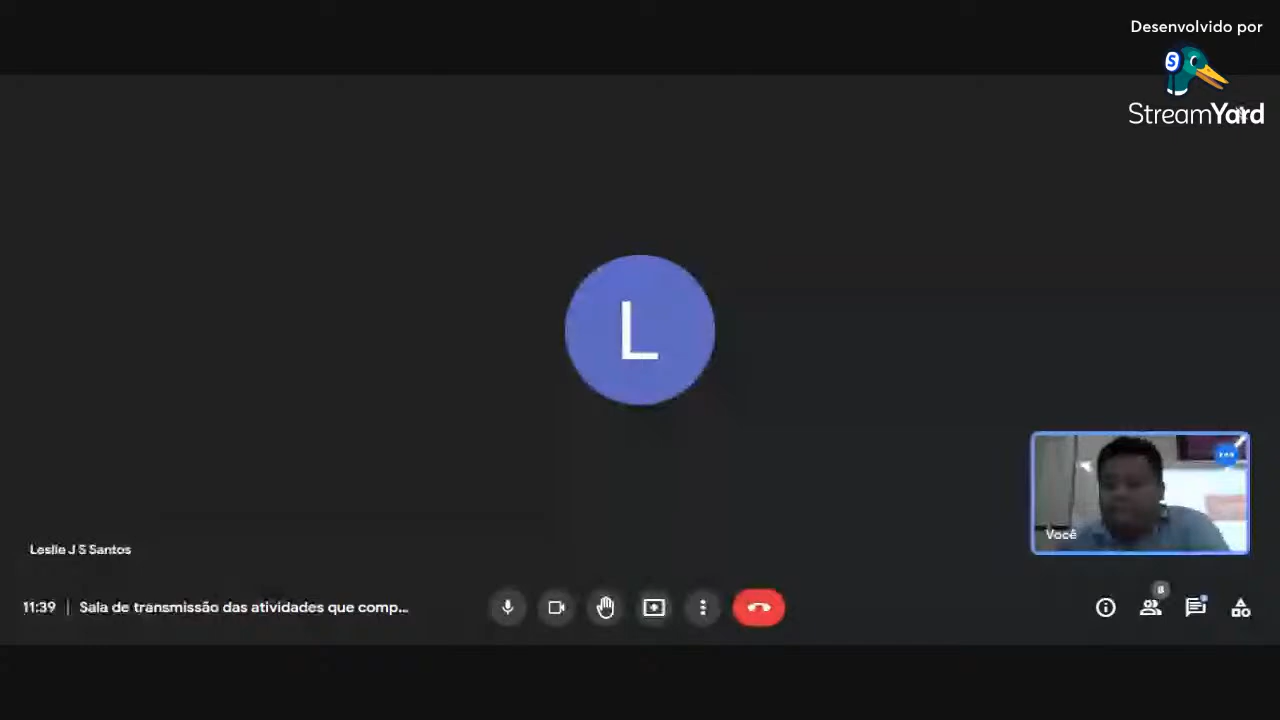 Desenvolvido por
S
StreamYard
L
Você
Leslie J S Santos
8
11:39 | Sala de transmissão das atividades que comp...